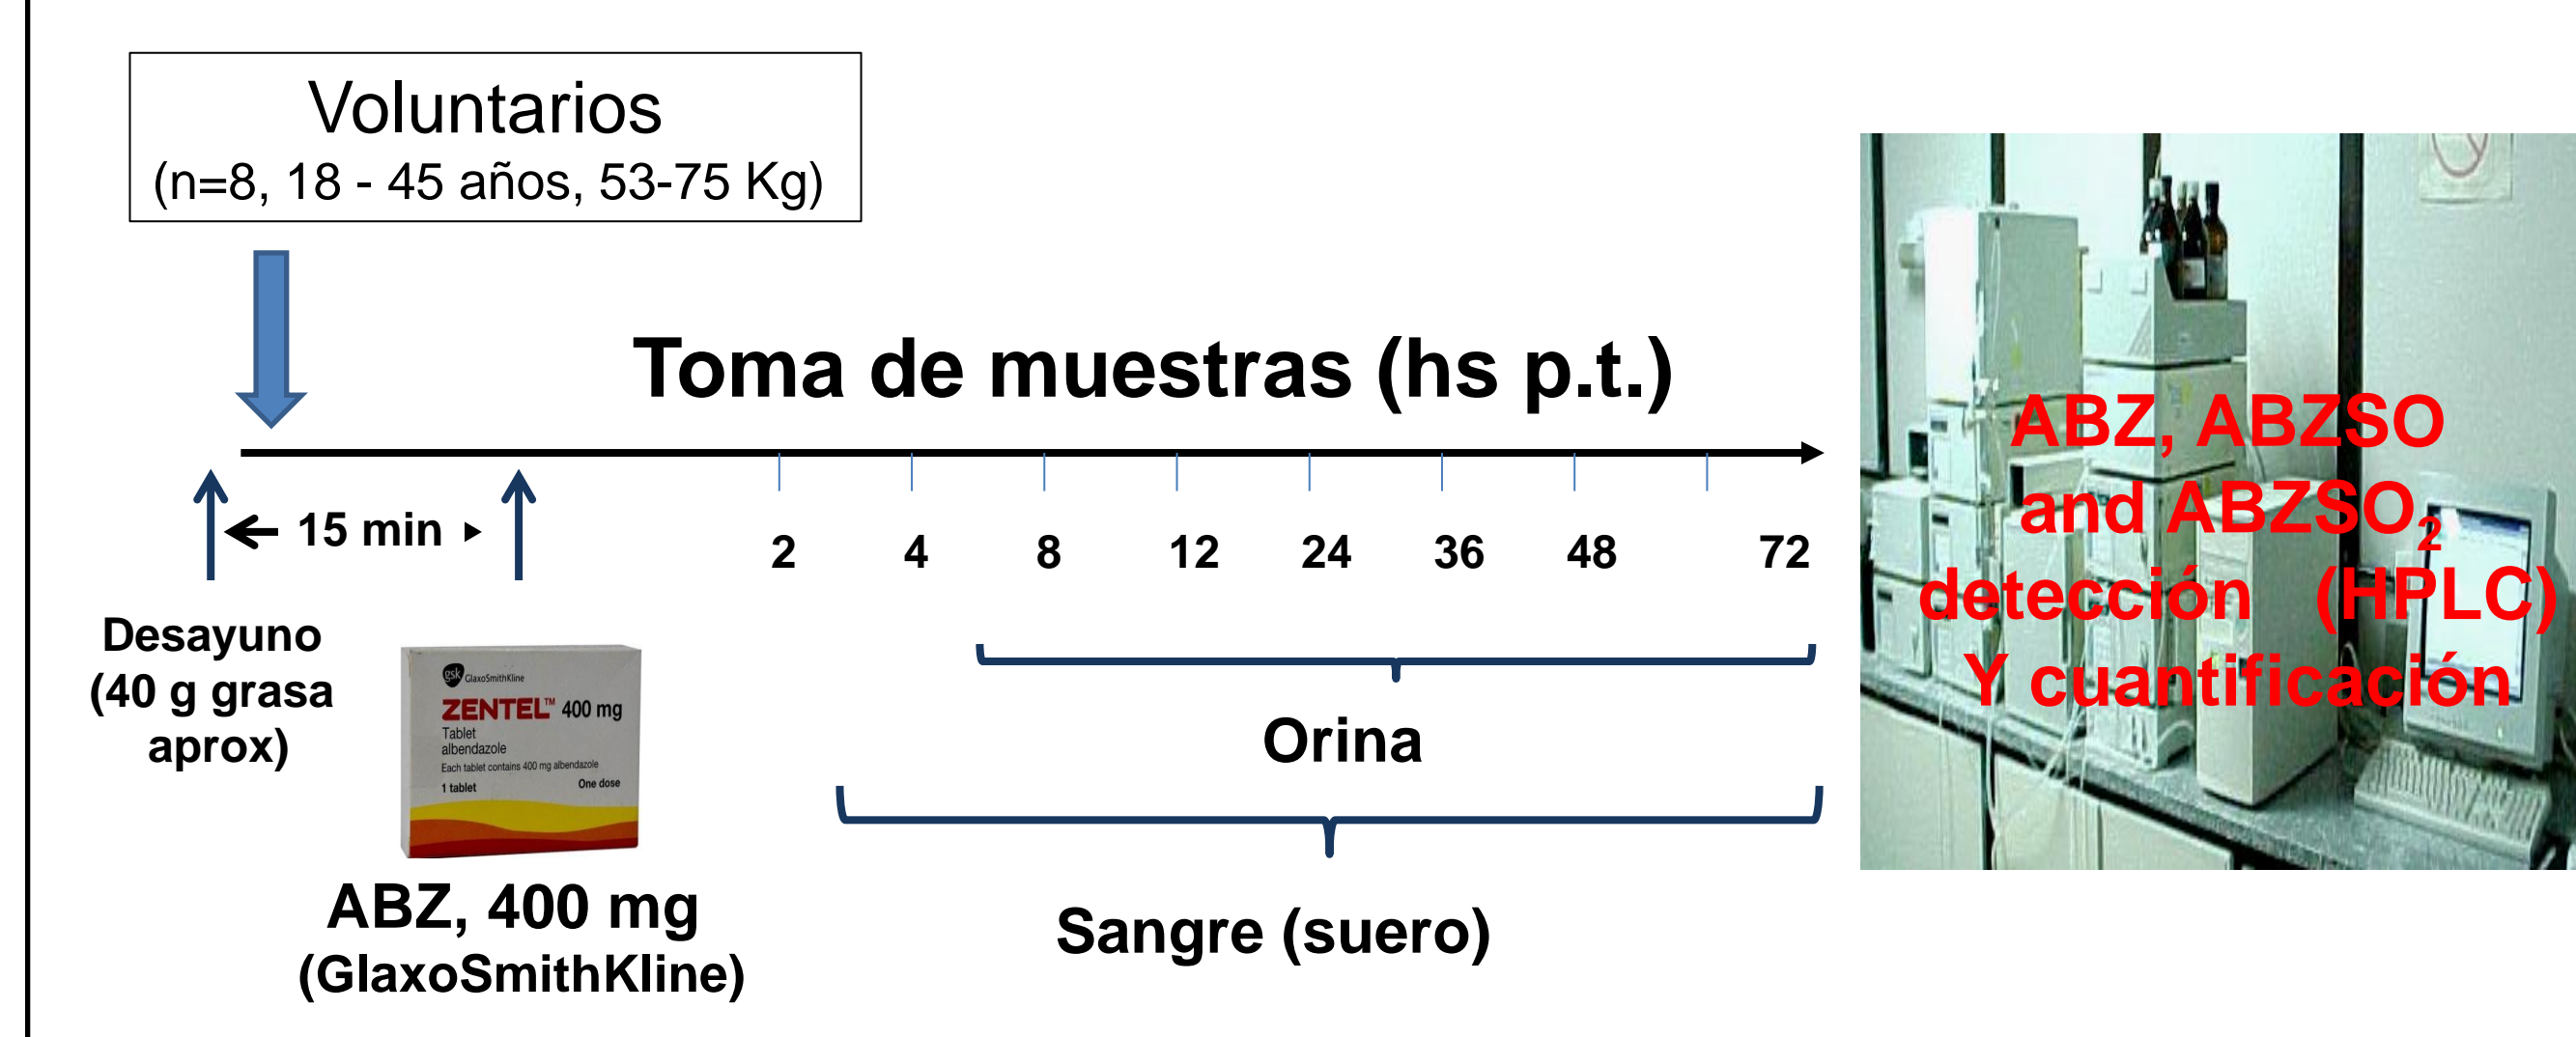 Voluntarios
(n=8, 18 - 45 años, 53-75 Kg)
Toma de muestras (hs p.t.)
15 min
2 4 8 12 24 36 48 72
Desayuno
(40 g grasa
aprox)
gsk GlaxoSmithKline
ZENTEL™ 400 mg
Tablet
albendazole
Each tablet contains 400 mg albendazole
1 tablet One dose
ABZ, 400 mg
(GlaxoSmithKline)
Orina
Sangre (suero)
ABZ, ABZSO
and ABZSO₂
detección (HPLC)
Y cuantificación